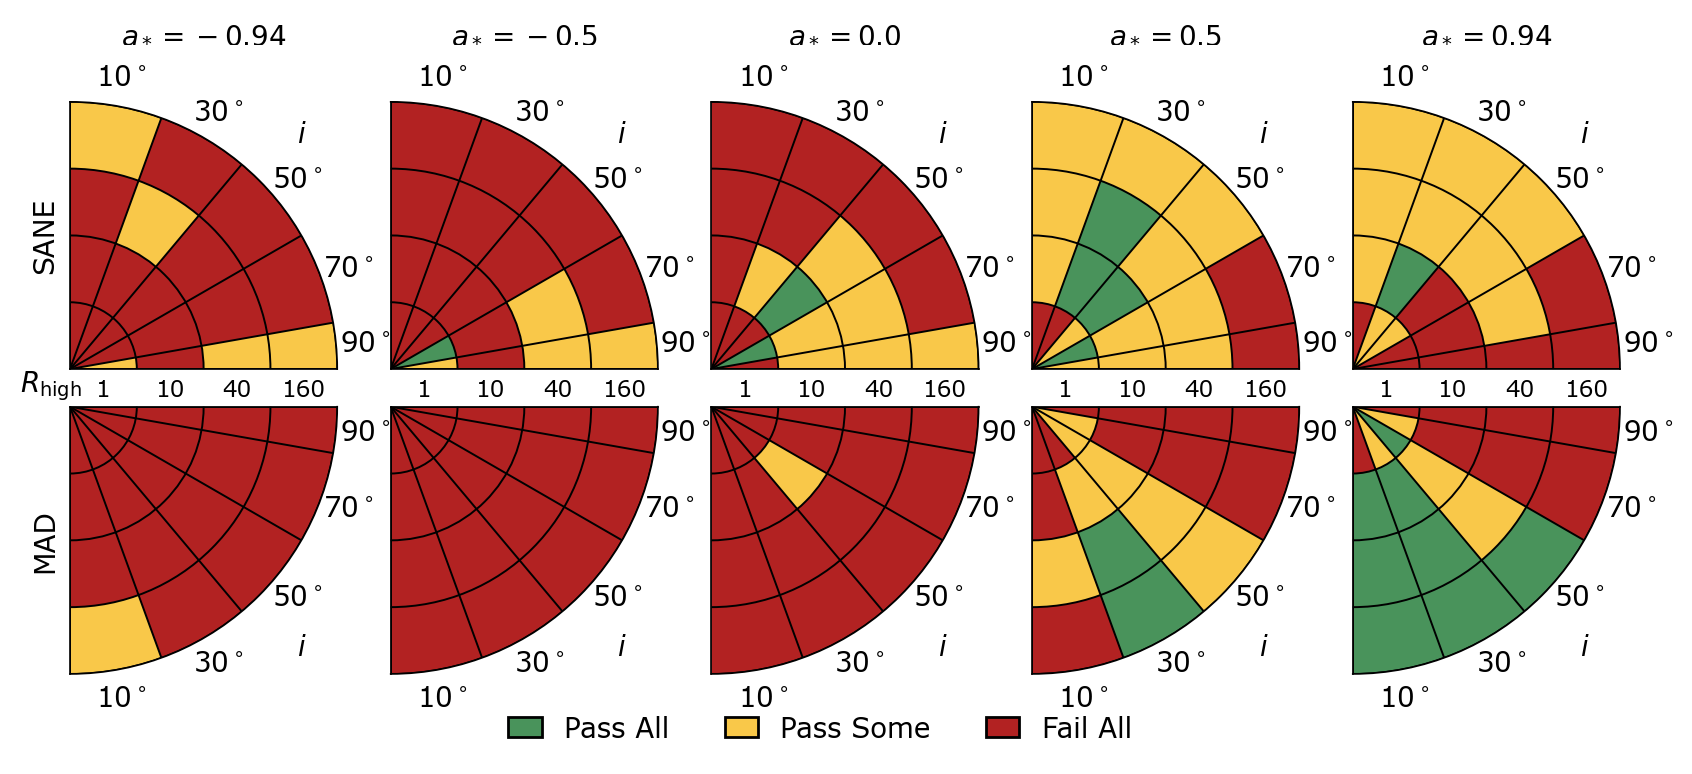 a* = −0.94 a* = −0.5 a* = 0.0 a* = 0.5 a* = 0.94
10° 10° 10° 10° 10°
30° 30° 30° 30° 30°
i i i i i
50° 50° 50° 50° 50°
SANE
70° 70° 70° 70° 70°
90° 90° 90° 90° 90°
R_high 1 10 40 160 1 10 40 160 1 10 40 160 1 10 40 160 1 10 40 160
90° 90° 90° 90° 90°
70° 70° 70° 70° 70°
MAD
50° 50° 50° 50° 50°
i i i i i
30° 30° 30° 30° 30°
10° 10° 10° 10° 10°
Pass All Pass Some Fail All